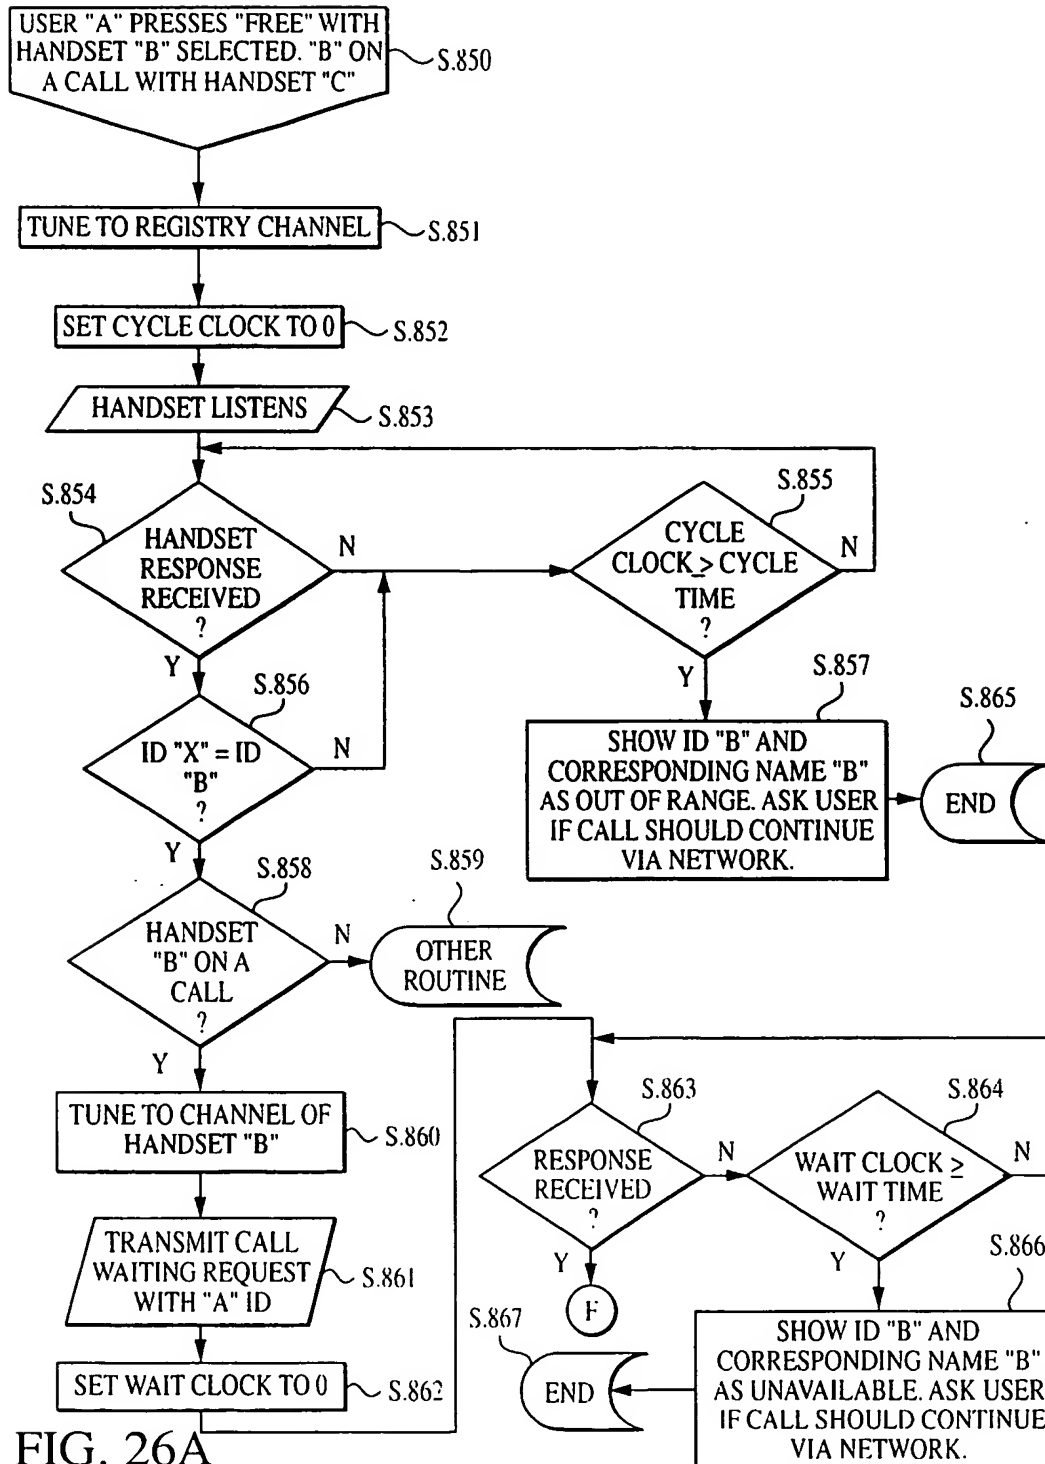 USER "A" PRESSES "FREE" WITH
HANDSET "B" SELECTED. "B" ON
A CALL WITH HANDSET "C"
S.850
TUNE TO REGISTRY CHANNEL
S.851
SET CYCLE CLOCK TO 0
S.852
HANDSET LISTENS
S.853
S.854
HANDSET
RESPONSE
RECEIVED
?
N
Y
S.855
CYCLE
CLOCK ≥ CYCLE
TIME
?
N
Y
S.856
ID "X" = ID
"B"
?
N
Y
S.857
SHOW ID "B" AND
CORRESPONDING NAME "B"
AS OUT OF RANGE. ASK USER
IF CALL SHOULD CONTINUE
VIA NETWORK.
S.865
END
S.858
HANDSET
"B" ON A
CALL
?
N
Y
S.859
OTHER
ROUTINE
TUNE TO CHANNEL OF
HANDSET "B"
S.860
TRANSMIT CALL
WAITING REQUEST
WITH "A" ID
S.861
SET WAIT CLOCK TO 0
S.862
S.863
RESPONSE
RECEIVED
?
N
Y
F
S.864
WAIT CLOCK ≥
WAIT TIME
?
N
Y
S.866
SHOW ID "B" AND
CORRESPONDING NAME "B"
AS UNAVAILABLE. ASK USER
IF CALL SHOULD CONTINUE
VIA NETWORK.
S.867
END
FIG. 26A